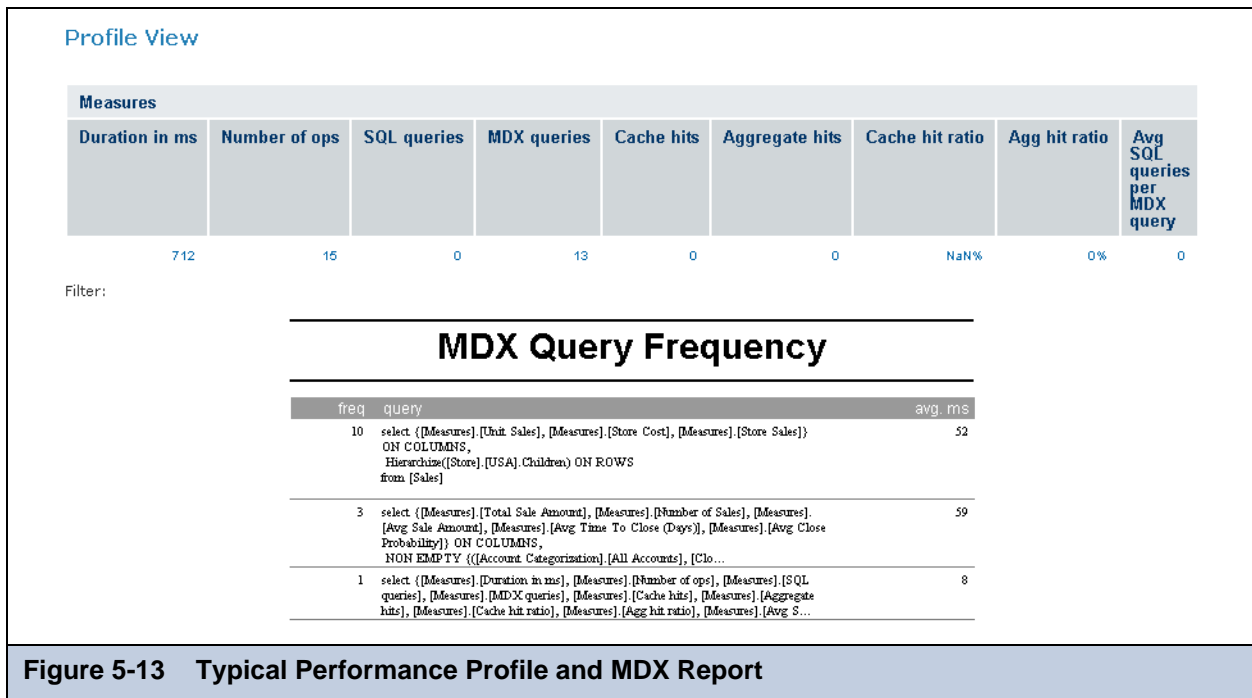 Profile View
Measures
Duration in ms Number of ops SQL queries MDX queries Cache hits Aggregate hits Cache hit ratio Agg hit ratio Avg
SQL
queries
per
MDX
query
712 15 0 13 0 0 NaN% 0% 0
Filter:
MDX Query Frequency
freq query avg. ms
10 select {[Measures].[Unit Sales], [Measures].[Store Cost], [Measures].[Store Sales]} 52
ON COLUMNS,
Hierarchize([Store].[USA].Children) ON ROWS
from [Sales]
3 select {[Measures].[Total Sale Amount], [Measures].[Number of Sales], [Measures]. 59
[Avg Sale Amount], [Measures].[Avg Time To Close (Days)], [Measures].[Avg Close
Probability]} ON COLUMNS,
NON EMPTY {([Account Categorization].[All Accounts], [Clo...
1 select {[Measures].[Duration in ms], [Measures].[Number of ops], [Measures].[SQL 8
queries], [Measures].[MDX queries], [Measures].[Cache hits], [Measures].[Aggregate
hits], [Measures].[Cache hit ratio], [Measures].[Agg hit ratio], [Measures].[Avg S...
Figure 5-13 Typical Performance Profile and MDX Report